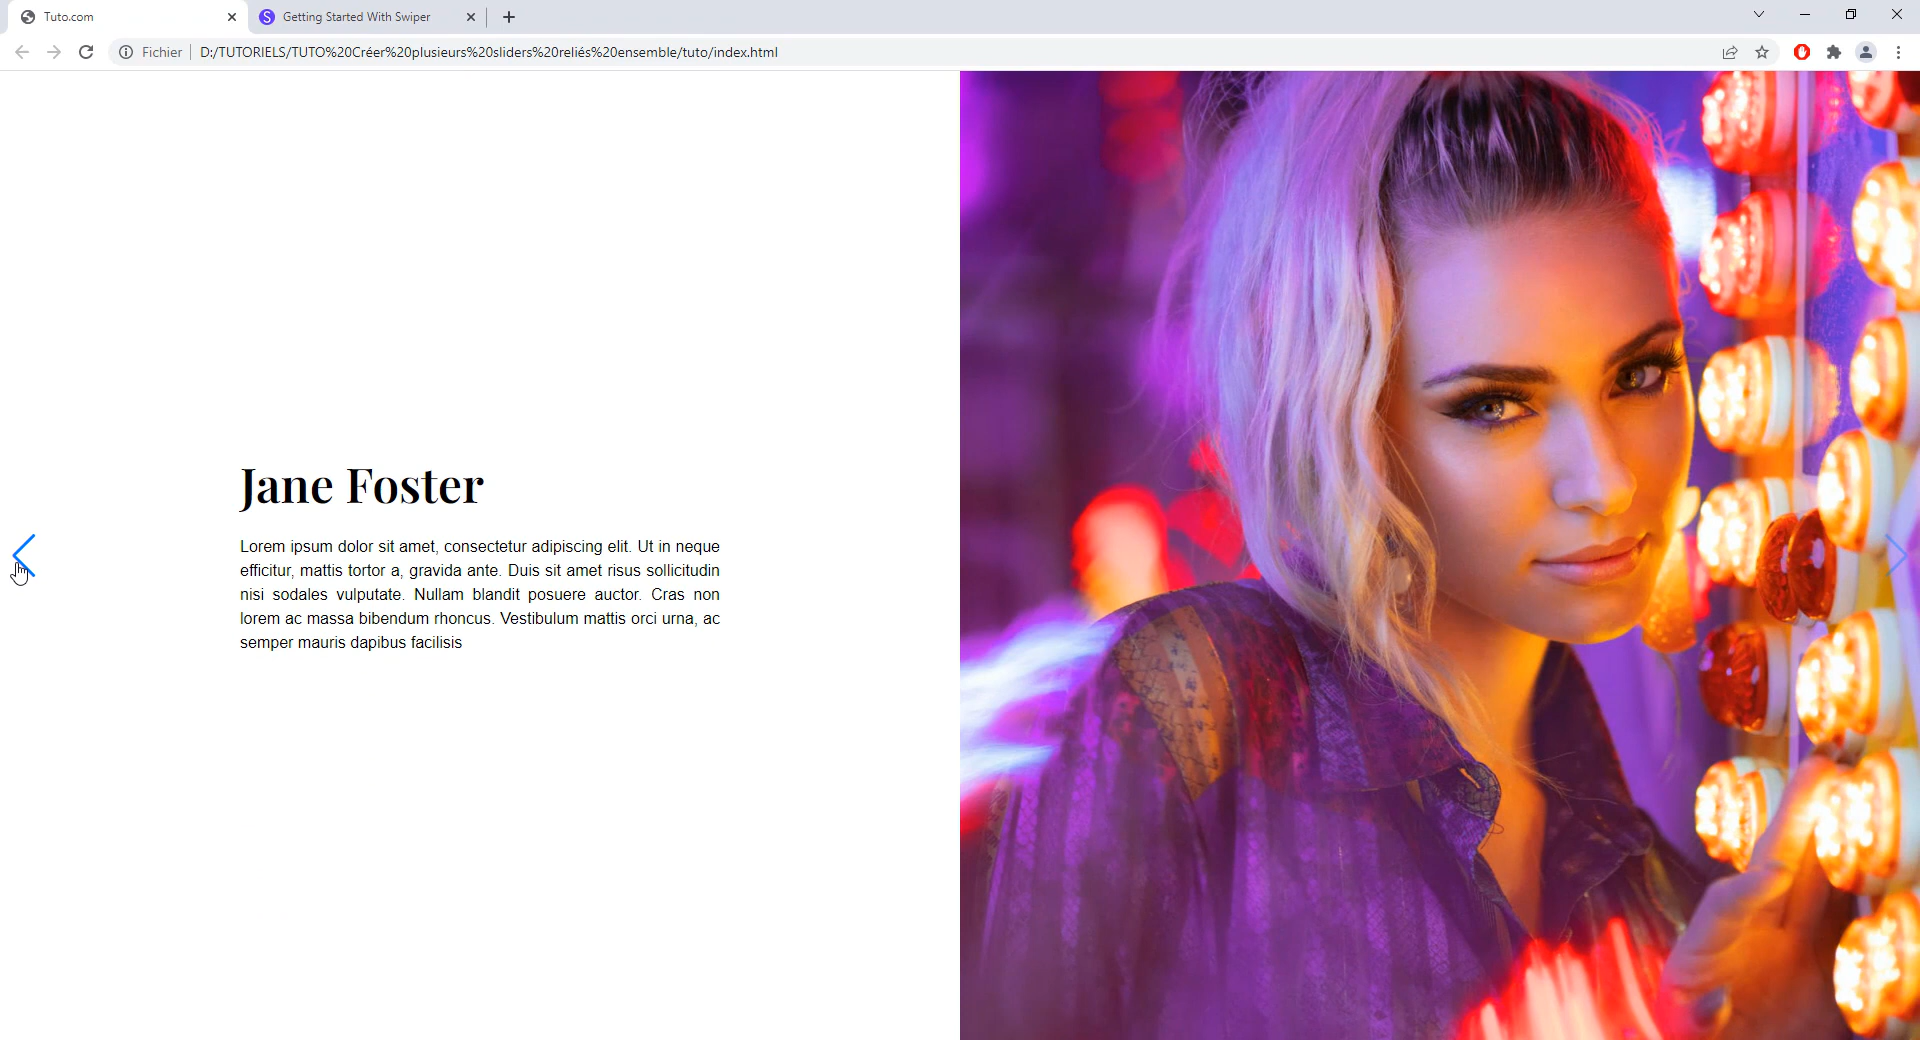 Tuto.com
Getting Started With Swiper
Fichier
D:/TUTORIELS/TUTO%20Créer%20plusieurs%20sliders%20reliés%20ensemble/tuto/index.html
Jane Foster
Lorem ipsum dolor sit amet, consectetur adipiscing elit. Ut in neque
efficitur, mattis tortor a, gravida ante. Duis sit amet risus sollicitudin
nisi sodales vulputate. Nullam blandit posuere auctor. Cras non
lorem ac massa bibendum rhoncus. Vestibulum mattis orci urna, ac
semper mauris dapibus facilisis